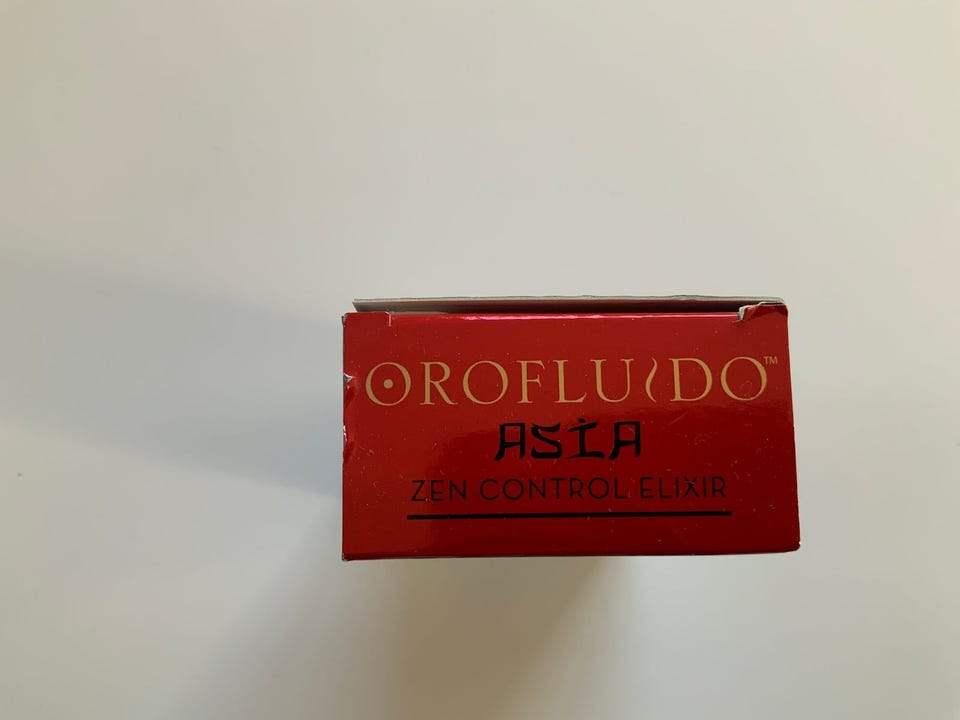 OROFLUIDO™
ASIA
ZEN CONTROL ELIXIR